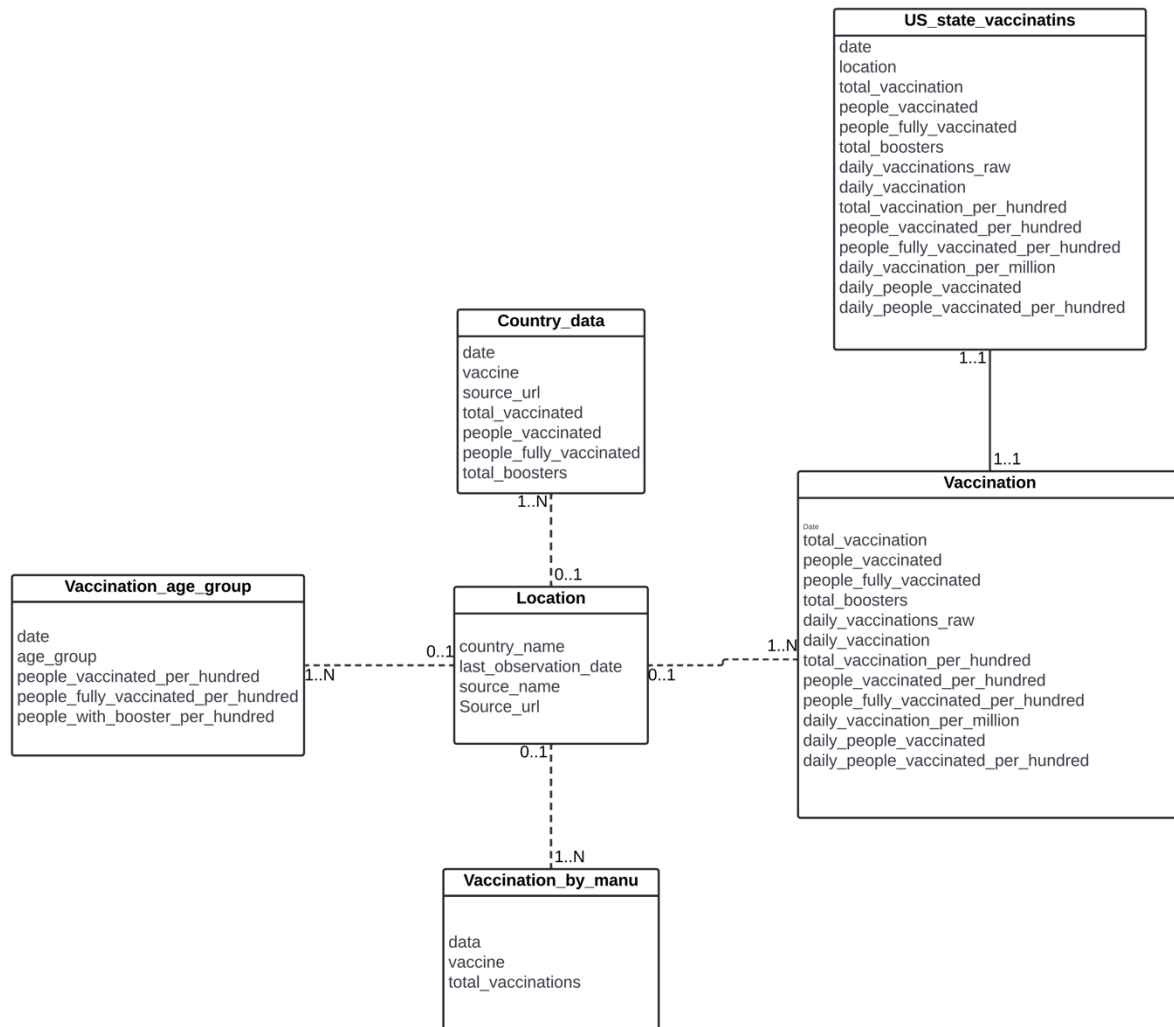 US_state_vaccinatins
date
location
total_vaccination
people_vaccinated
people_fully_vaccinated
total_boosters
daily_vaccinations_raw
daily_vaccination
total_vaccination_per_hundred
people_vaccinated_per_hundred
people_fully_vaccinated_per_hundred
daily_vaccination_per_million
daily_people_vaccinated
daily_people_vaccinated_per_hundred
1..1
1..1
Country_data
date
vaccine
source_url
total_vaccinated
people_vaccinated
people_fully_vaccinated
total_boosters
1..N
0..1
Vaccination
Date
total_vaccination
people_vaccinated
people_fully_vaccinated
total_boosters
daily_vaccinations_raw
daily_vaccination
total_vaccination_per_hundred
people_vaccinated_per_hundred
people_fully_vaccinated_per_hundred
daily_vaccination_per_million
daily_people_vaccinated
daily_people_vaccinated_per_hundred
Vaccination_age_group
date
age_group
people_vaccinated_per_hundred
people_fully_vaccinated_per_hundred
people_with_booster_per_hundred
1..N
0..1
Location
country_name
last_observation_date
source_name
Source_url
0..1
1..N
0..1
1..N
Vaccination_by_manu
data
vaccine
total_vaccinations